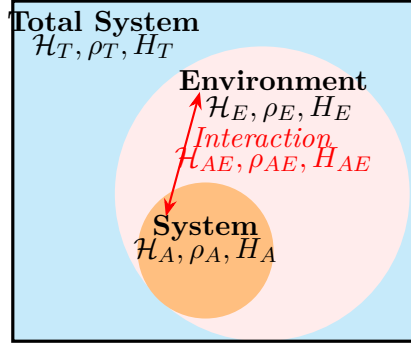 Total System
ℋ_T, ρ_T, H_T
Environment
ℋ_E, ρ_E, H_E
Interaction
ℋ_AE, ρ_AE, H_AE
System
ℋ_A, ρ_A, H_A